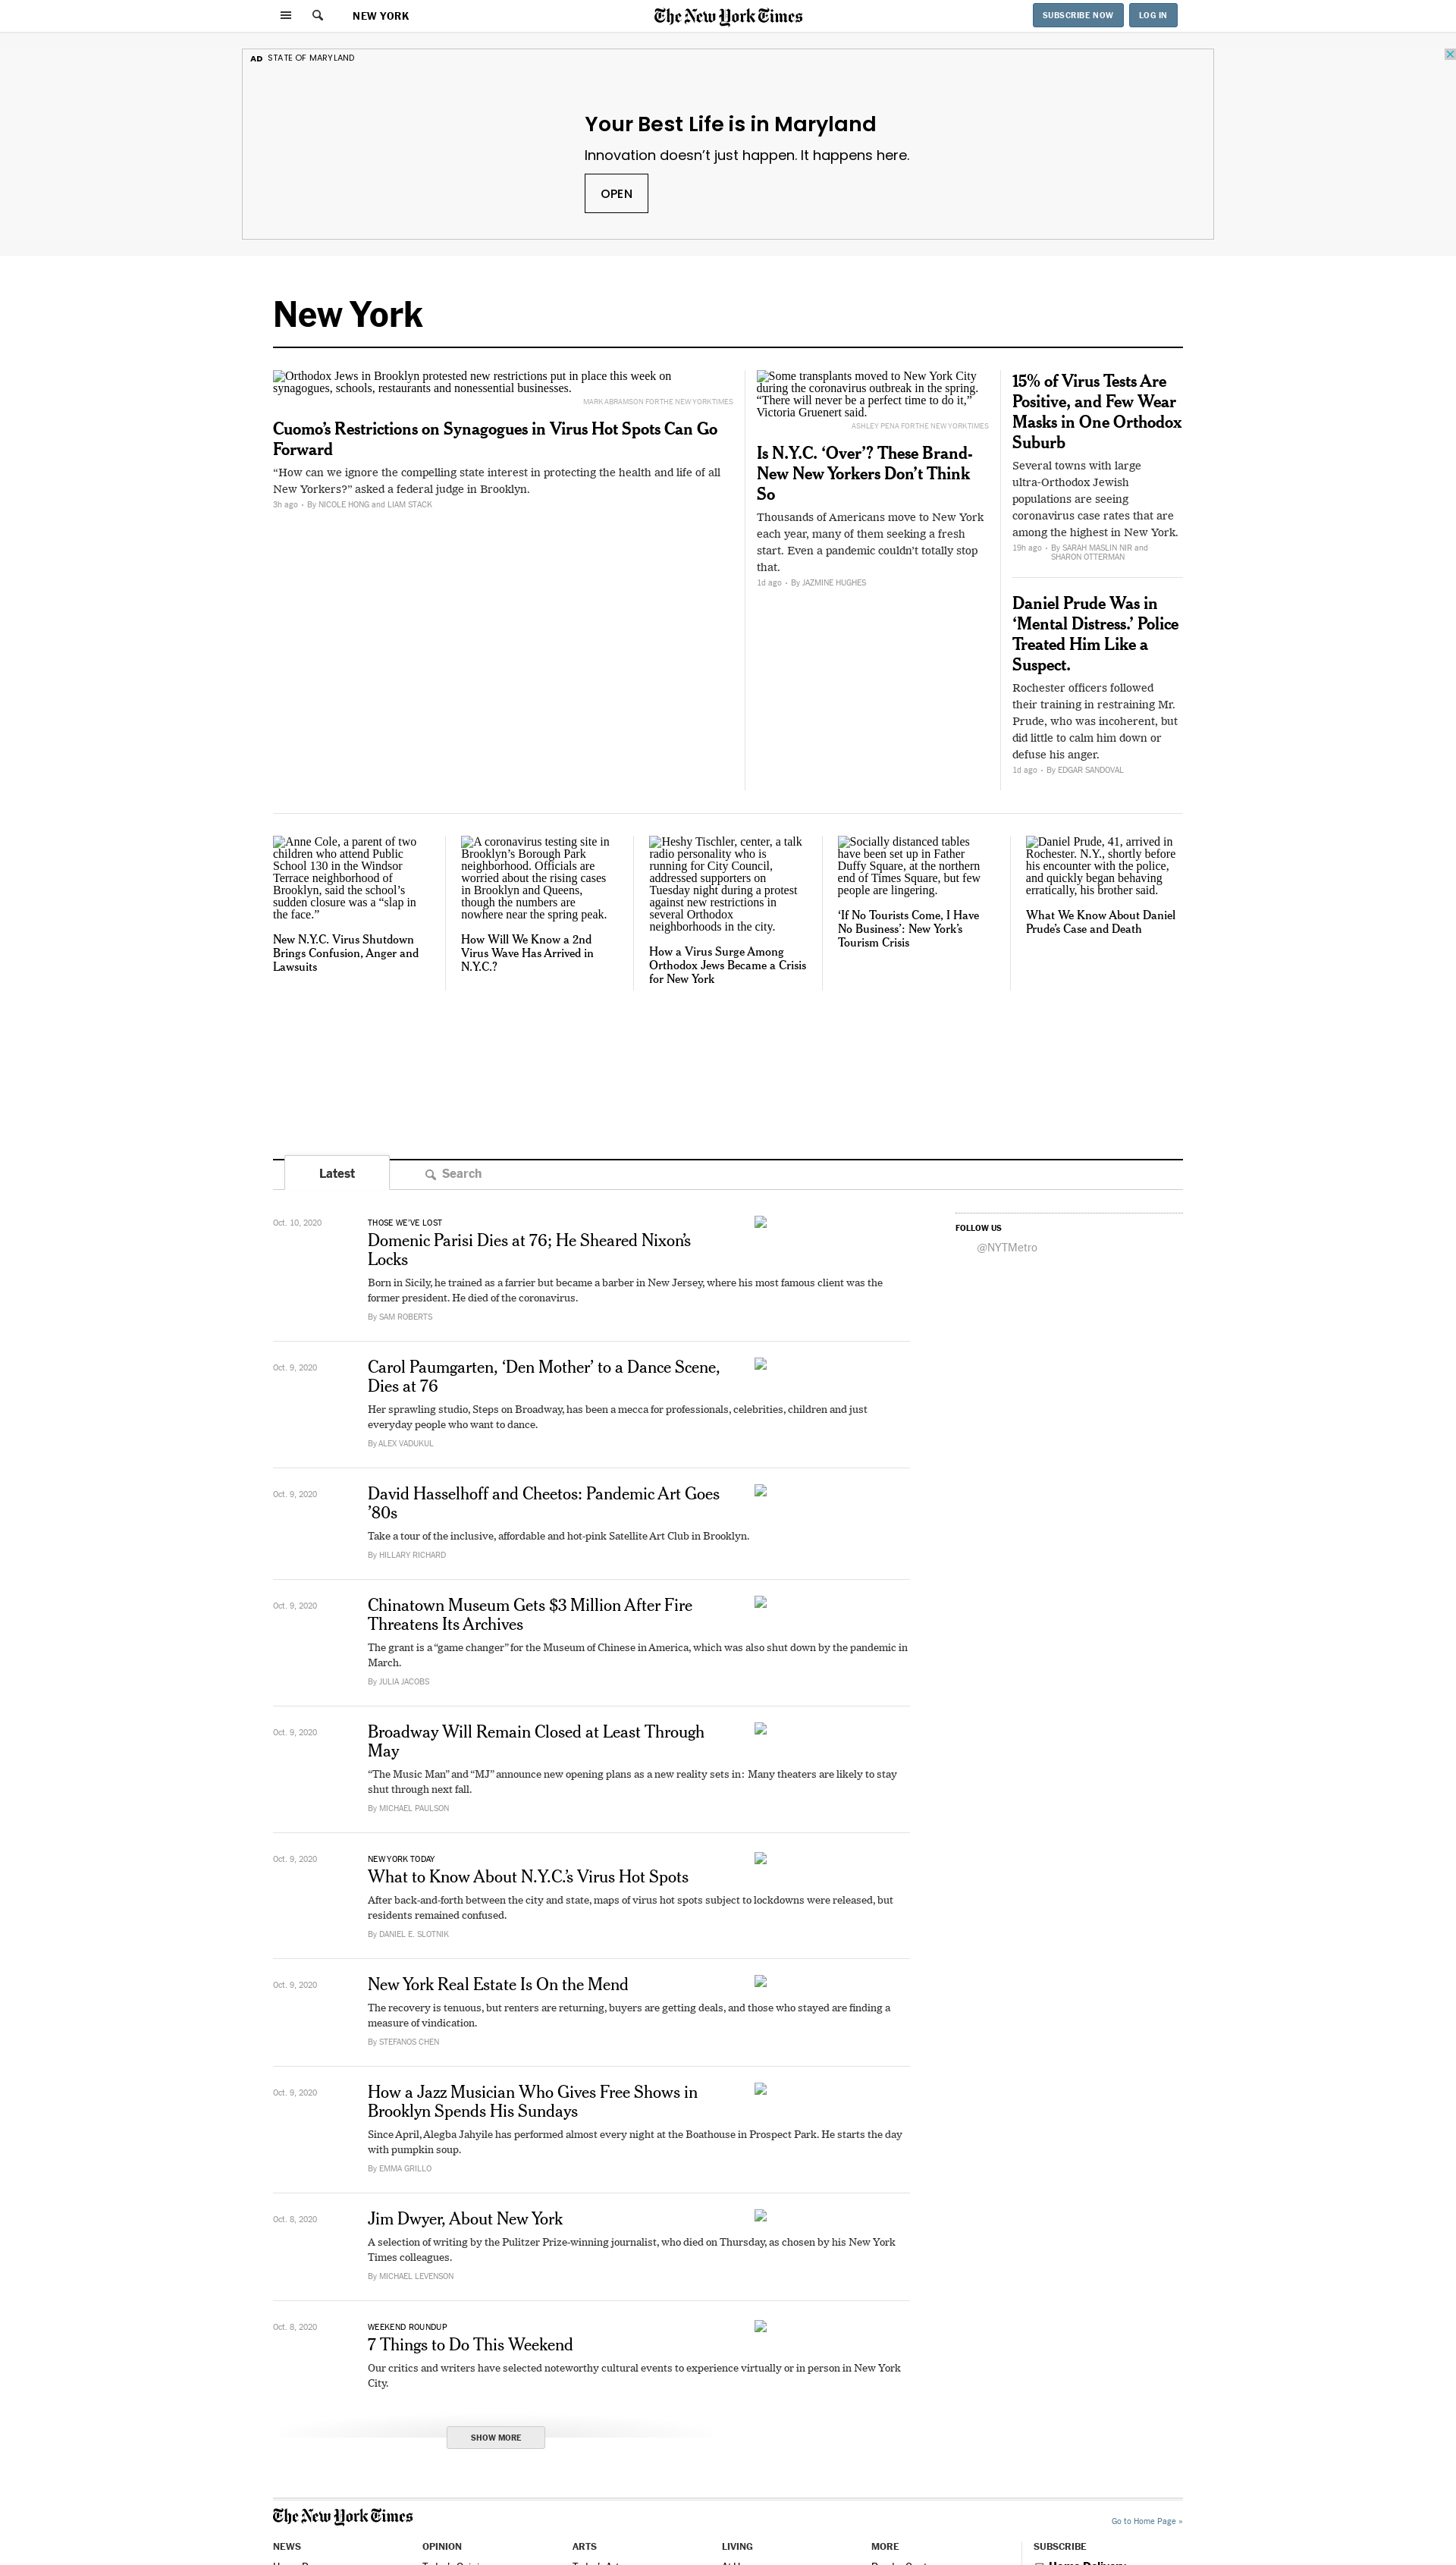 NEW YORK
The New York Times
SUBSCRIBE NOW
LOG IN
AD STATE OF MARYLAND
Your Best Life is in Maryland
Innovation doesn’t just happen. It happens here.
OPEN
New York
Orthodox Jews in Brooklyn protested new restrictions put in place this week on
synagogues, schools, restaurants and nonessential businesses.
MARK ABRAMSON FOR THE NEW YORK TIMES
Cuomo’s Restrictions on Synagogues in Virus Hot Spots Can Go
Forward
“How can we ignore the compelling state interest in protecting the health and life of all
New Yorkers?” asked a federal judge in Brooklyn.
3h ago • By NICOLE HONG and LIAM STACK
Some transplants moved to New York City
during the coronavirus outbreak in the spring.
“There will never be a perfect time to do it,”
Victoria Gruenert said.
ASHLEY PENA FOR THE NEW YORK TIMES
Is N.Y.C. ‘Over’? These Brand-
New New Yorkers Don’t Think
So
Thousands of Americans move to New York
each year, many of them seeking a fresh
start. Even a pandemic couldn’t totally stop
that.
1d ago • By JAZMINE HUGHES
15% of Virus Tests Are
Positive, and Few Wear
Masks in One Orthodox
Suburb
Several towns with large
ultra-Orthodox Jewish
populations are seeing
coronavirus case rates that are
among the highest in New York.
19h ago • By SARAH MASLIN NIR and
SHARON OTTERMAN
Daniel Prude Was in
‘Mental Distress.’ Police
Treated Him Like a
Suspect.
Rochester officers followed
their training in restraining Mr.
Prude, who was incoherent, but
did little to calm him down or
defuse his anger.
1d ago • By EDGAR SANDOVAL
Anne Cole, a parent of two
children who attend Public
School 130 in the Windsor
Terrace neighborhood of
Brooklyn, said the school’s
sudden closure was a “slap in
the face.”
New N.Y.C. Virus Shutdown
Brings Confusion, Anger and
Lawsuits
A coronavirus testing site in
Brooklyn’s Borough Park
neighborhood. Officials are
worried about the rising cases
in Brooklyn and Queens,
though the numbers are
nowhere near the spring peak.
How Will We Know a 2nd
Virus Wave Has Arrived in
N.Y.C.?
Heshy Tischler, center, a talk
radio personality who is
running for City Council,
addressed supporters on
Tuesday night during a protest
against new restrictions in
several Orthodox
neighborhoods in the city.
How a Virus Surge Among
Orthodox Jews Became a Crisis
for New York
Socially distanced tables
have been set up in Father
Duffy Square, at the northern
end of Times Square, but few
people are lingering.
‘If No Tourists Come, I Have
No Business’: New York’s
Tourism Crisis
Daniel Prude, 41, arrived in
Rochester. N.Y., shortly before
his encounter with the police,
and quickly began behaving
erratically, his brother said.
What We Know About Daniel
Prude’s Case and Death
Latest
Search
Oct. 10, 2020
THOSE WE’VE LOST
Domenic Parisi Dies at 76; He Sheared Nixon’s
Locks
Born in Sicily, he trained as a farrier but became a barber in New Jersey, where his most famous client was the
former president. He died of the coronavirus.
By SAM ROBERTS
FOLLOW US
@NYTMetro
Oct. 9, 2020
Carol Paumgarten, ‘Den Mother’ to a Dance Scene,
Dies at 76
Her sprawling studio, Steps on Broadway, has been a mecca for professionals, celebrities, children and just
everyday people who want to dance.
By ALEX VADUKUL
Oct. 9, 2020
David Hasselhoff and Cheetos: Pandemic Art Goes
’80s
Take a tour of the inclusive, affordable and hot-pink Satellite Art Club in Brooklyn.
By HILLARY RICHARD
Oct. 9, 2020
Chinatown Museum Gets $3 Million After Fire
Threatens Its Archives
The grant is a “game changer” for the Museum of Chinese in America, which was also shut down by the pandemic in
March.
By JULIA JACOBS
Oct. 9, 2020
Broadway Will Remain Closed at Least Through
May
“The Music Man” and “MJ” announce new opening plans as a new reality sets in: Many theaters are likely to stay
shut through next fall.
By MICHAEL PAULSON
Oct. 9, 2020
NEW YORK TODAY
What to Know About N.Y.C.’s Virus Hot Spots
After back-and-forth between the city and state, maps of virus hot spots subject to lockdowns were released, but
residents remained confused.
By DANIEL E. SLOTNIK
Oct. 9, 2020
New York Real Estate Is On the Mend
The recovery is tenuous, but renters are returning, buyers are getting deals, and those who stayed are finding a
measure of vindication.
By STEFANOS CHEN
Oct. 9, 2020
How a Jazz Musician Who Gives Free Shows in
Brooklyn Spends His Sundays
Since April, Alegba Jahyile has performed almost every night at the Boathouse in Prospect Park. He starts the day
with pumpkin soup.
By EMMA GRILLO
Oct. 8, 2020
Jim Dwyer, About New York
A selection of writing by the Pulitzer Prize-winning journalist, who died on Thursday, as chosen by his New York
Times colleagues.
By MICHAEL LEVENSON
Oct. 8, 2020
WEEKEND ROUNDUP
7 Things to Do This Weekend
Our critics and writers have selected noteworthy cultural events to experience virtually or in person in New York
City.
SHOW MORE
The New York Times
Go to Home Page »
NEWS
OPINION
ARTS
LIVING
MORE
SUBSCRIBE
Home Delivery